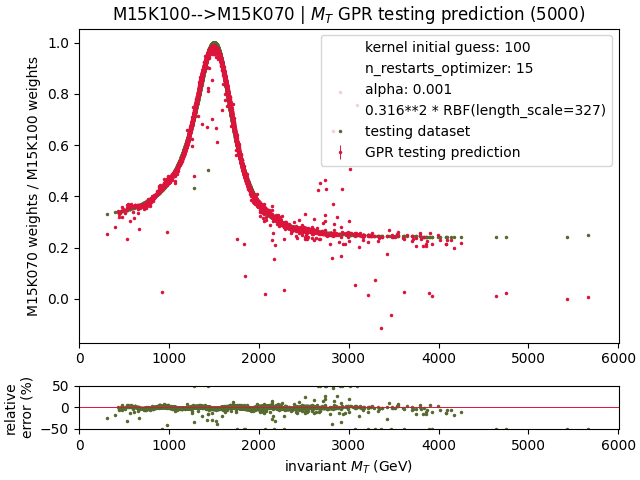 M15K100-->M15K070 | M_T GPR testing prediction (5000)
M15K070 weights / M15K100 weights
1.0
0.8
0.6
0.4
0.2
0.0
kernel initial guess: 100
n_restarts_optimizer: 15
alpha: 0.001
0.316**2 * RBF(length_scale=327)
testing dataset
GPR testing prediction
0 1000 2000 3000 4000 5000 6000
relative
error (%)
50
0
−50
0 1000 2000 3000 4000 5000 6000
invariant M_T (GeV)